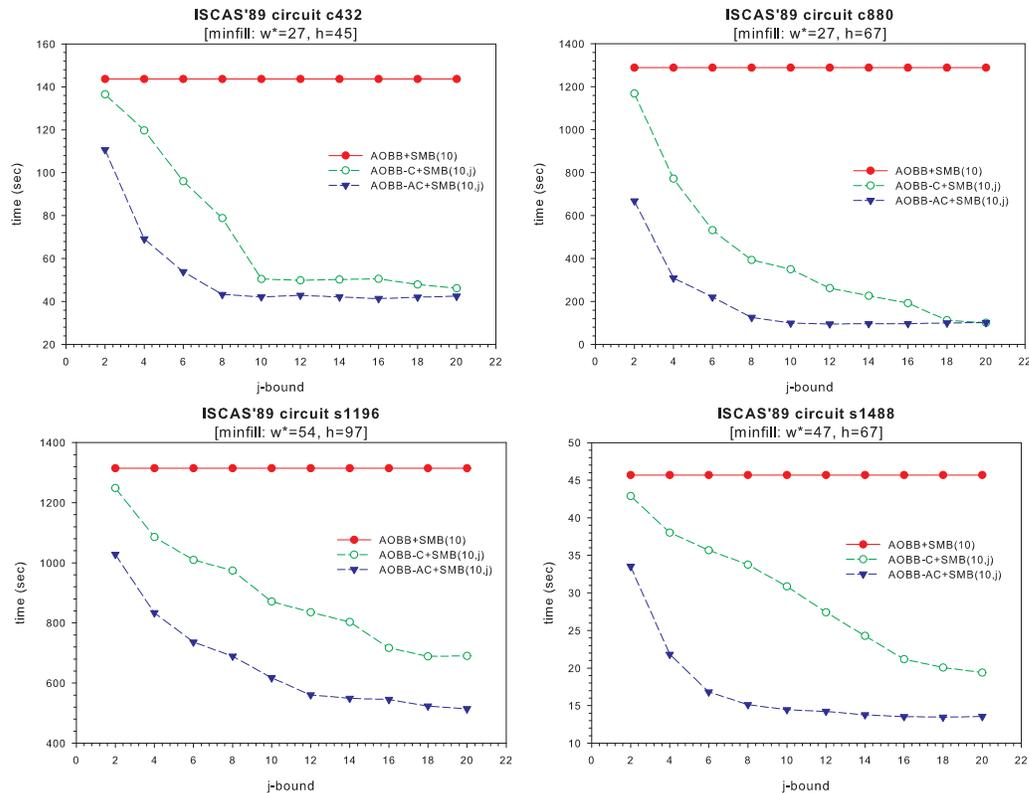 ISCAS'89 circuit c432
[minfill: w*=27, h=45]
160
140
120
100
80
60
40
20
time (sec)
AOBB+SMB(10)
AOBB-C+SMB(10,j)
AOBB-AC+SMB(10,j)
0 2 4 6 8 10 12 14 16 18 20 22
j-bound
ISCAS'89 circuit c880
[minfill: w*=27, h=67]
1400
1200
1000
800
600
400
200
0
time (sec)
AOBB+SMB(10)
AOBB-C+SMB(10,j)
AOBB-AC+SMB(10,j)
0 2 4 6 8 10 12 14 16 18 20 22
j-bound
ISCAS'89 circuit s1196
[minfill: w*=54, h=97]
1400
1200
1000
800
600
400
time (sec)
AOBB+SMB(10)
AOBB-C+SMB(10,j)
AOBB-AC+SMB(10,j)
0 2 4 6 8 10 12 14 16 18 20 22
j-bound
ISCAS'89 circuit s1488
[minfill: w*=47, h=67]
50
45
40
35
30
25
20
15
10
time (sec)
AOBB+SMB(10)
AOBB-C+SMB(10,j)
AOBB-AC+SMB(10,j)
0 2 4 6 8 10 12 14 16 18 20 22
j-bound